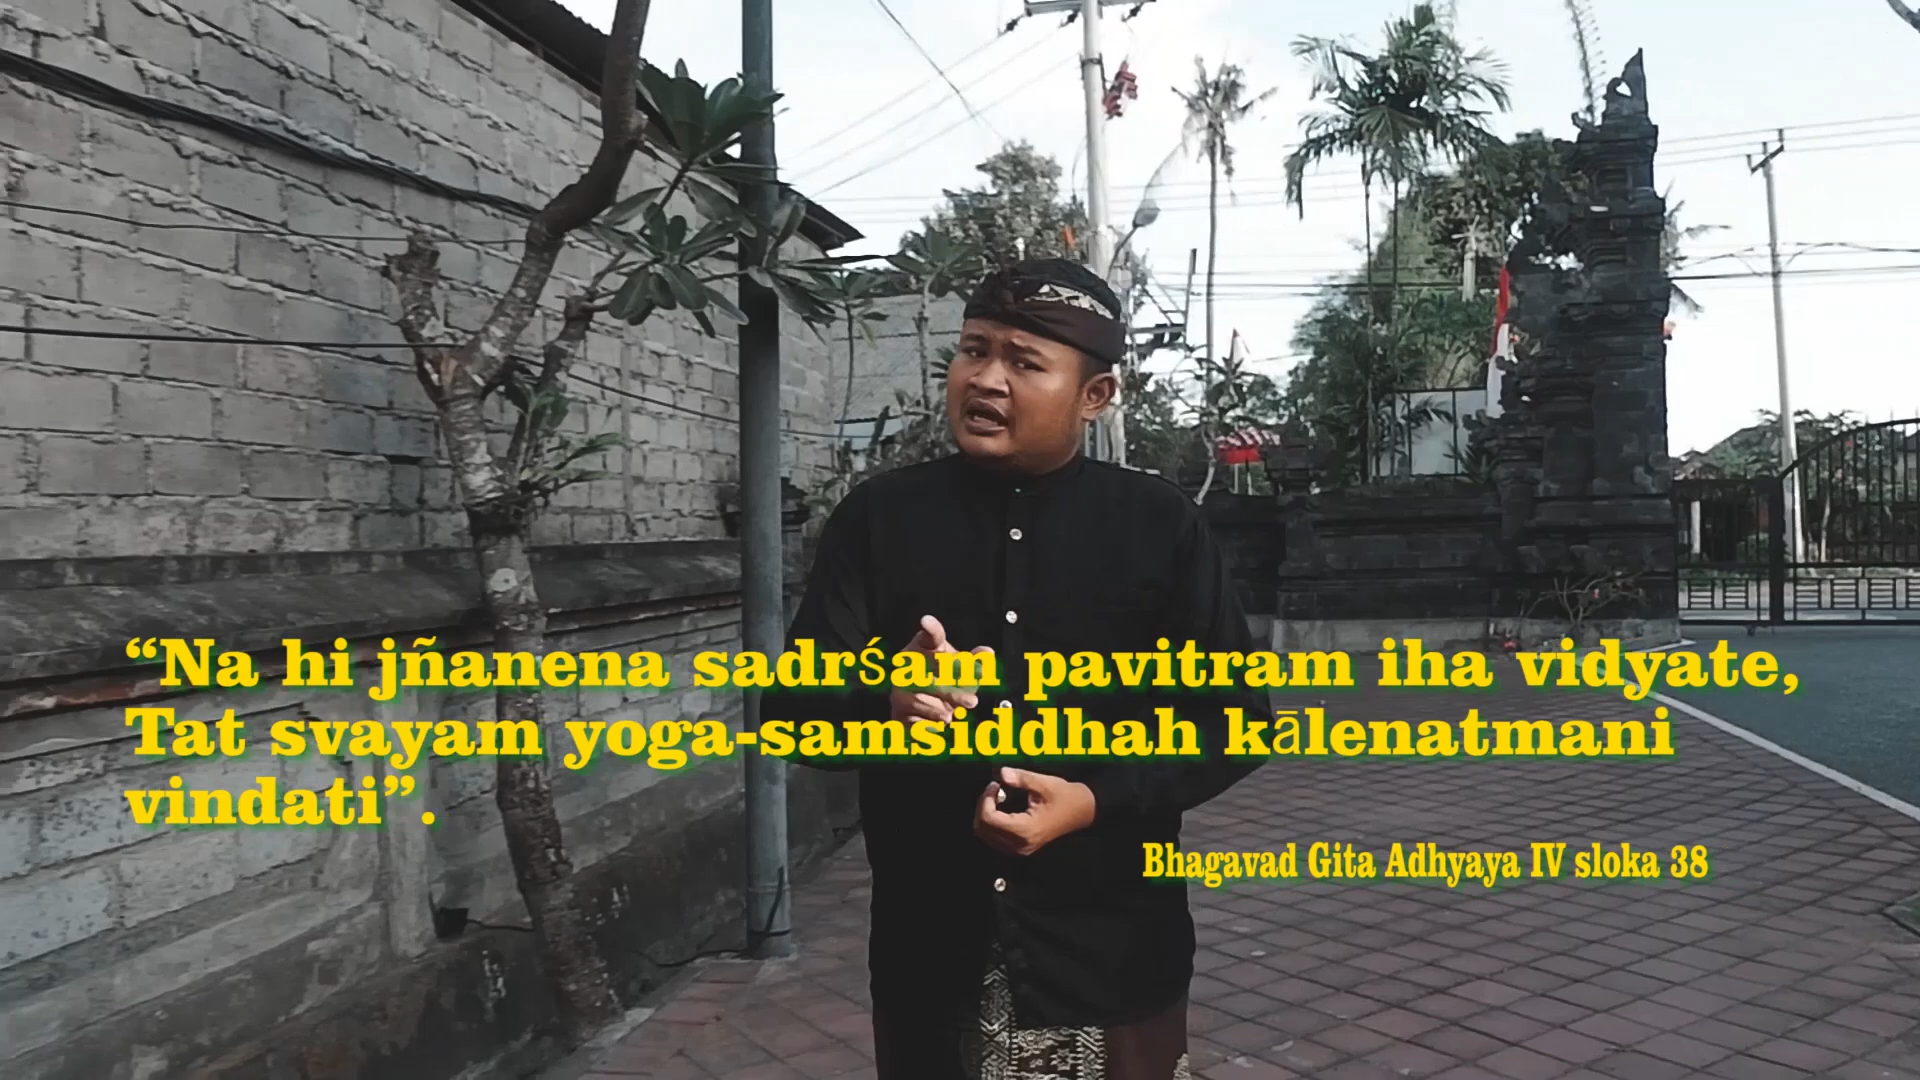 “Na hi jñanena sadrśam pavitram iha vidyate,
Tat svayam yoga-samsiddhah kālenatmani
vindati”.
Bhagavad Gita Adhyaya IV sloka 38